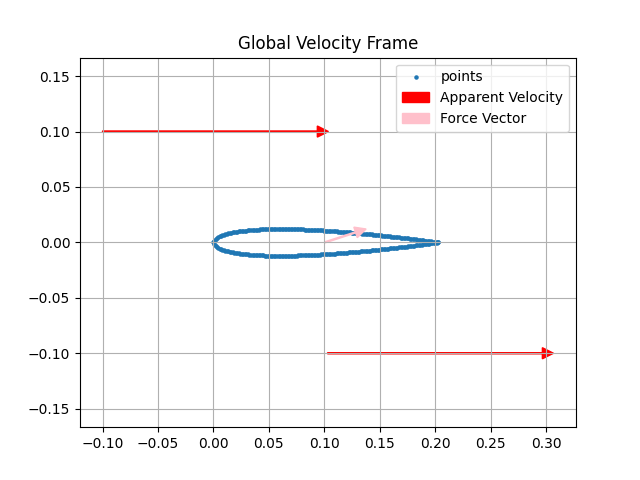 Global Velocity Frame
points
Apparent Velocity
Force Vector
0.15
0.10
0.05
0.00
−0.05
−0.10
−0.15
−0.10 −0.05 0.00 0.05 0.10 0.15 0.20 0.25 0.30